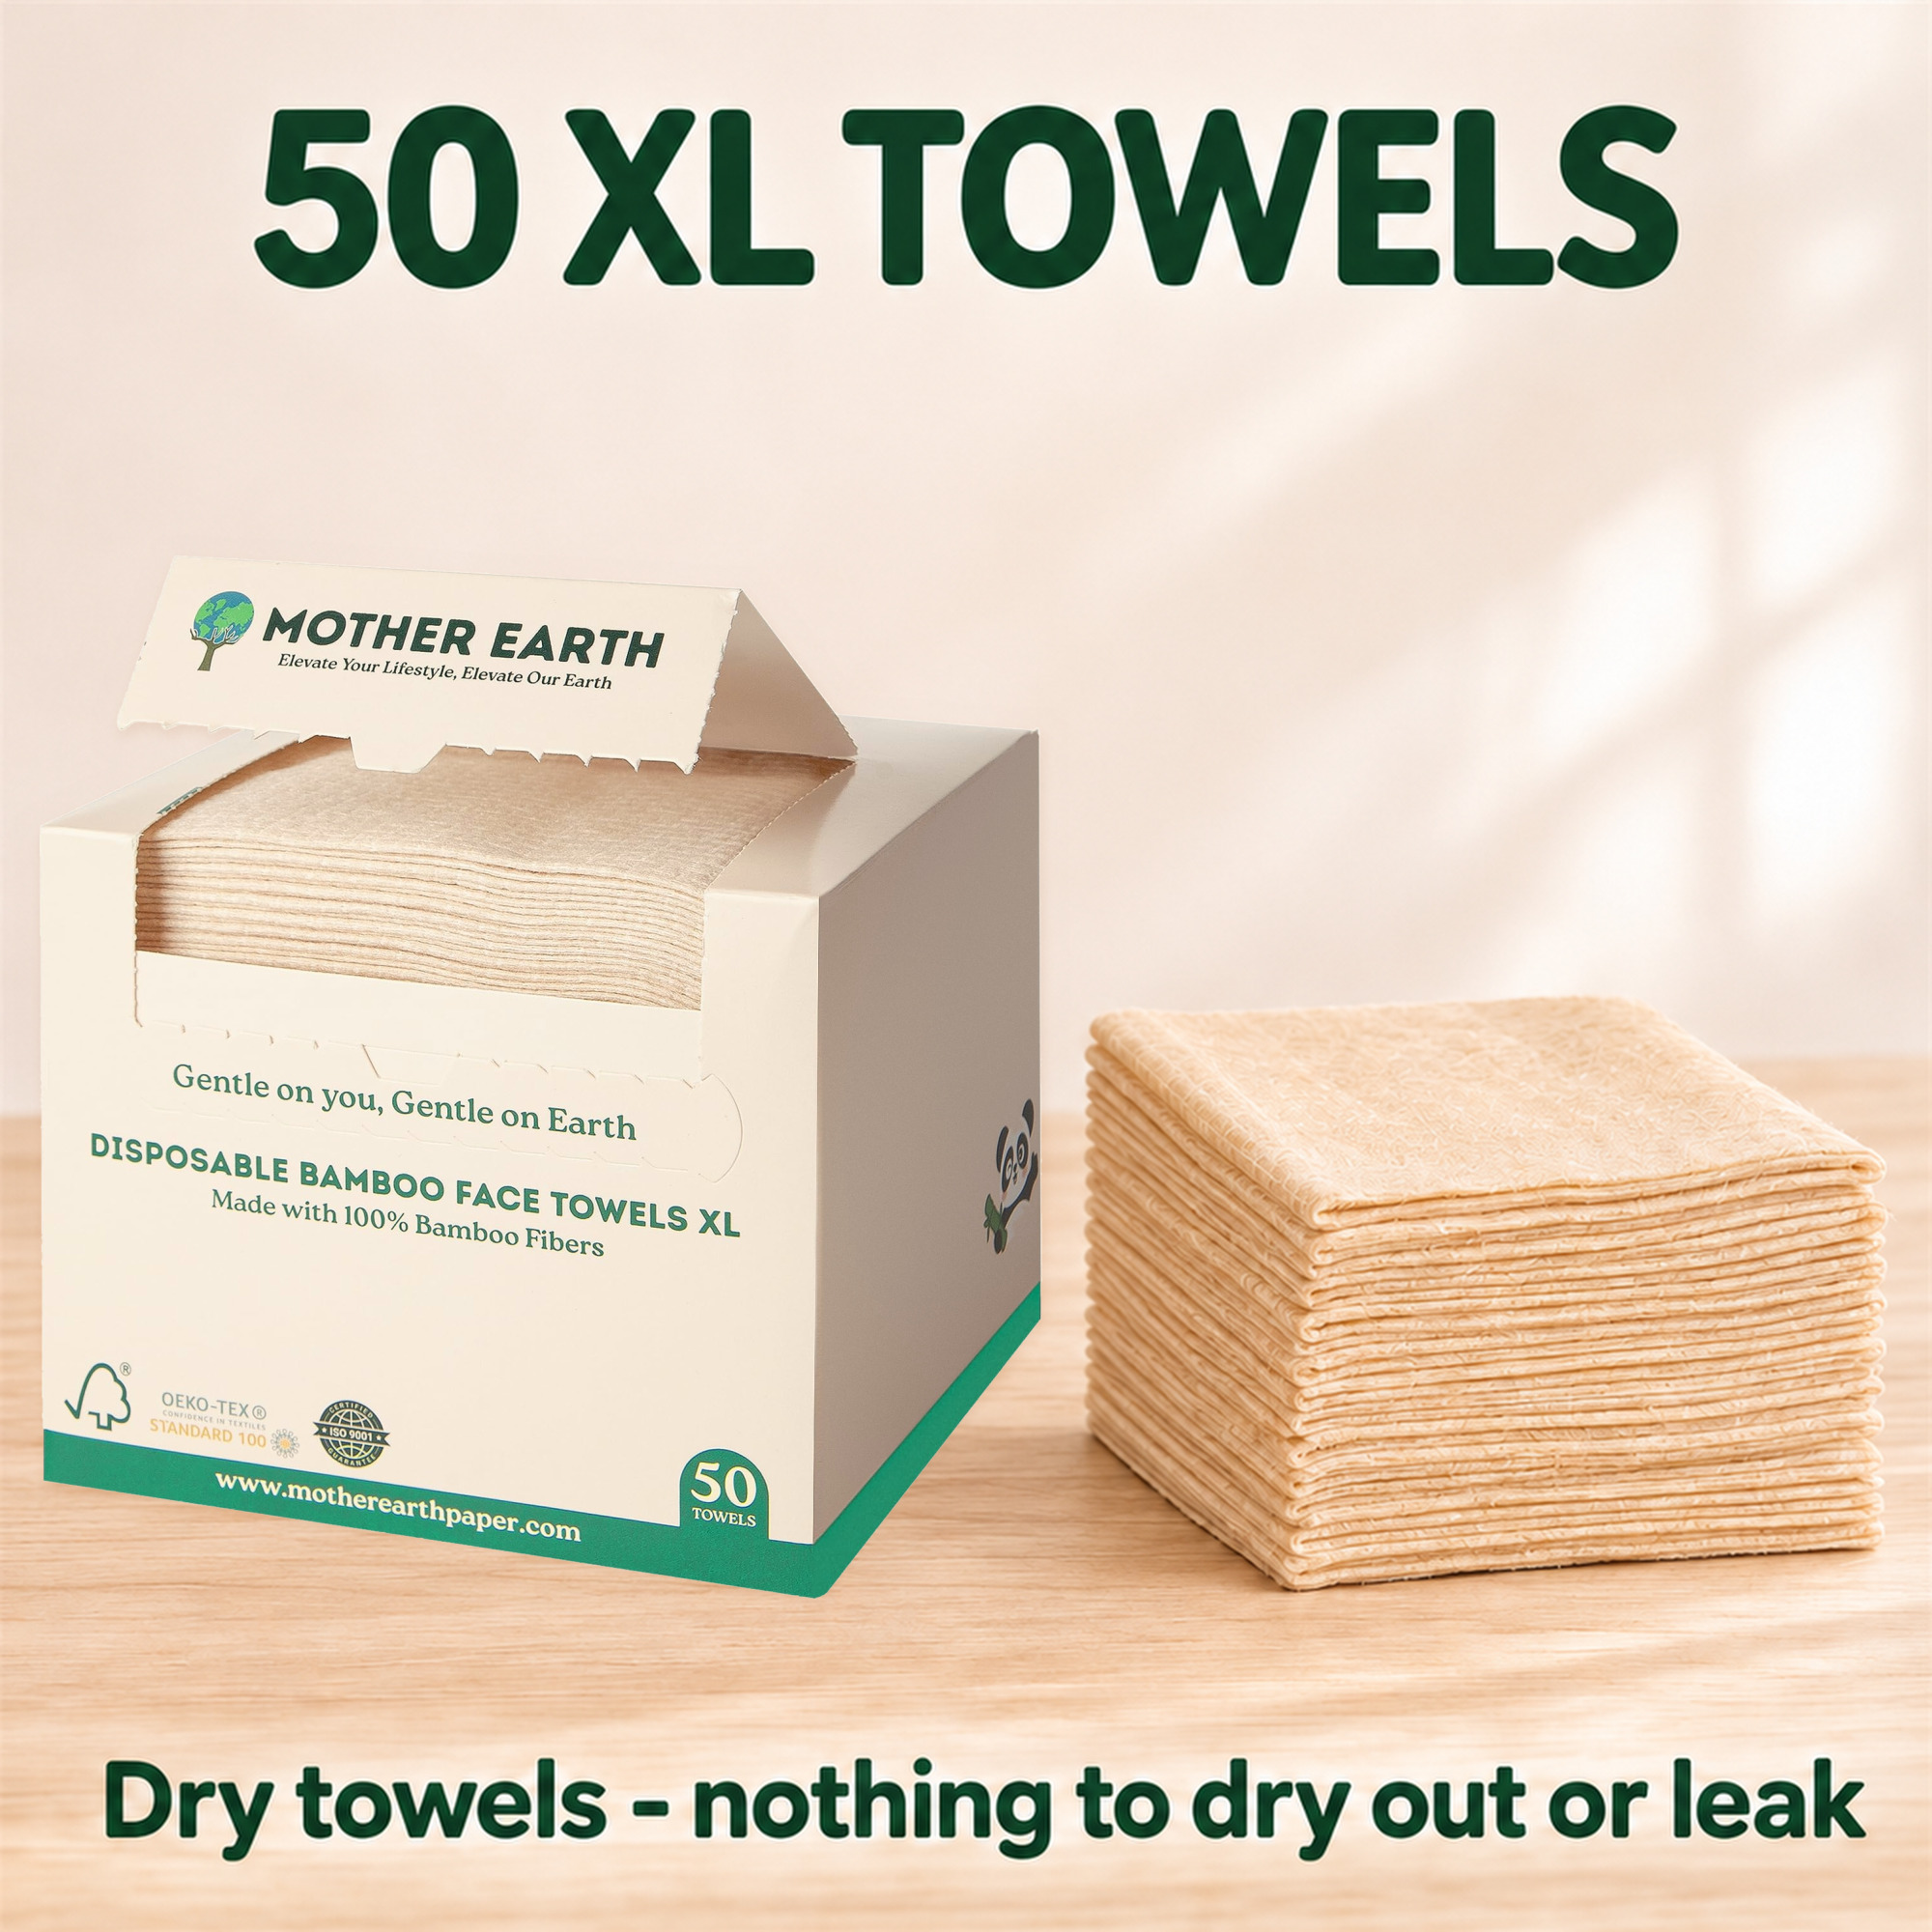 50 XL TOWELS
MOTHER EARTH
Elevate Your Lifestyle, Elevate Our Earth
Gentle on you, Gentle on Earth
DISPOSABLE BAMBOO FACE TOWELS XL
Made with 100% Bamboo Fibers
®
OEKO-TEX®
CONFIDENCE IN TEXTILES
STANDARD 100
CERTIFIED
ISO 9001
GUARANTEE
50
TOWELS
www.motherearthpaper.com
Dry towels - nothing to dry out or leak